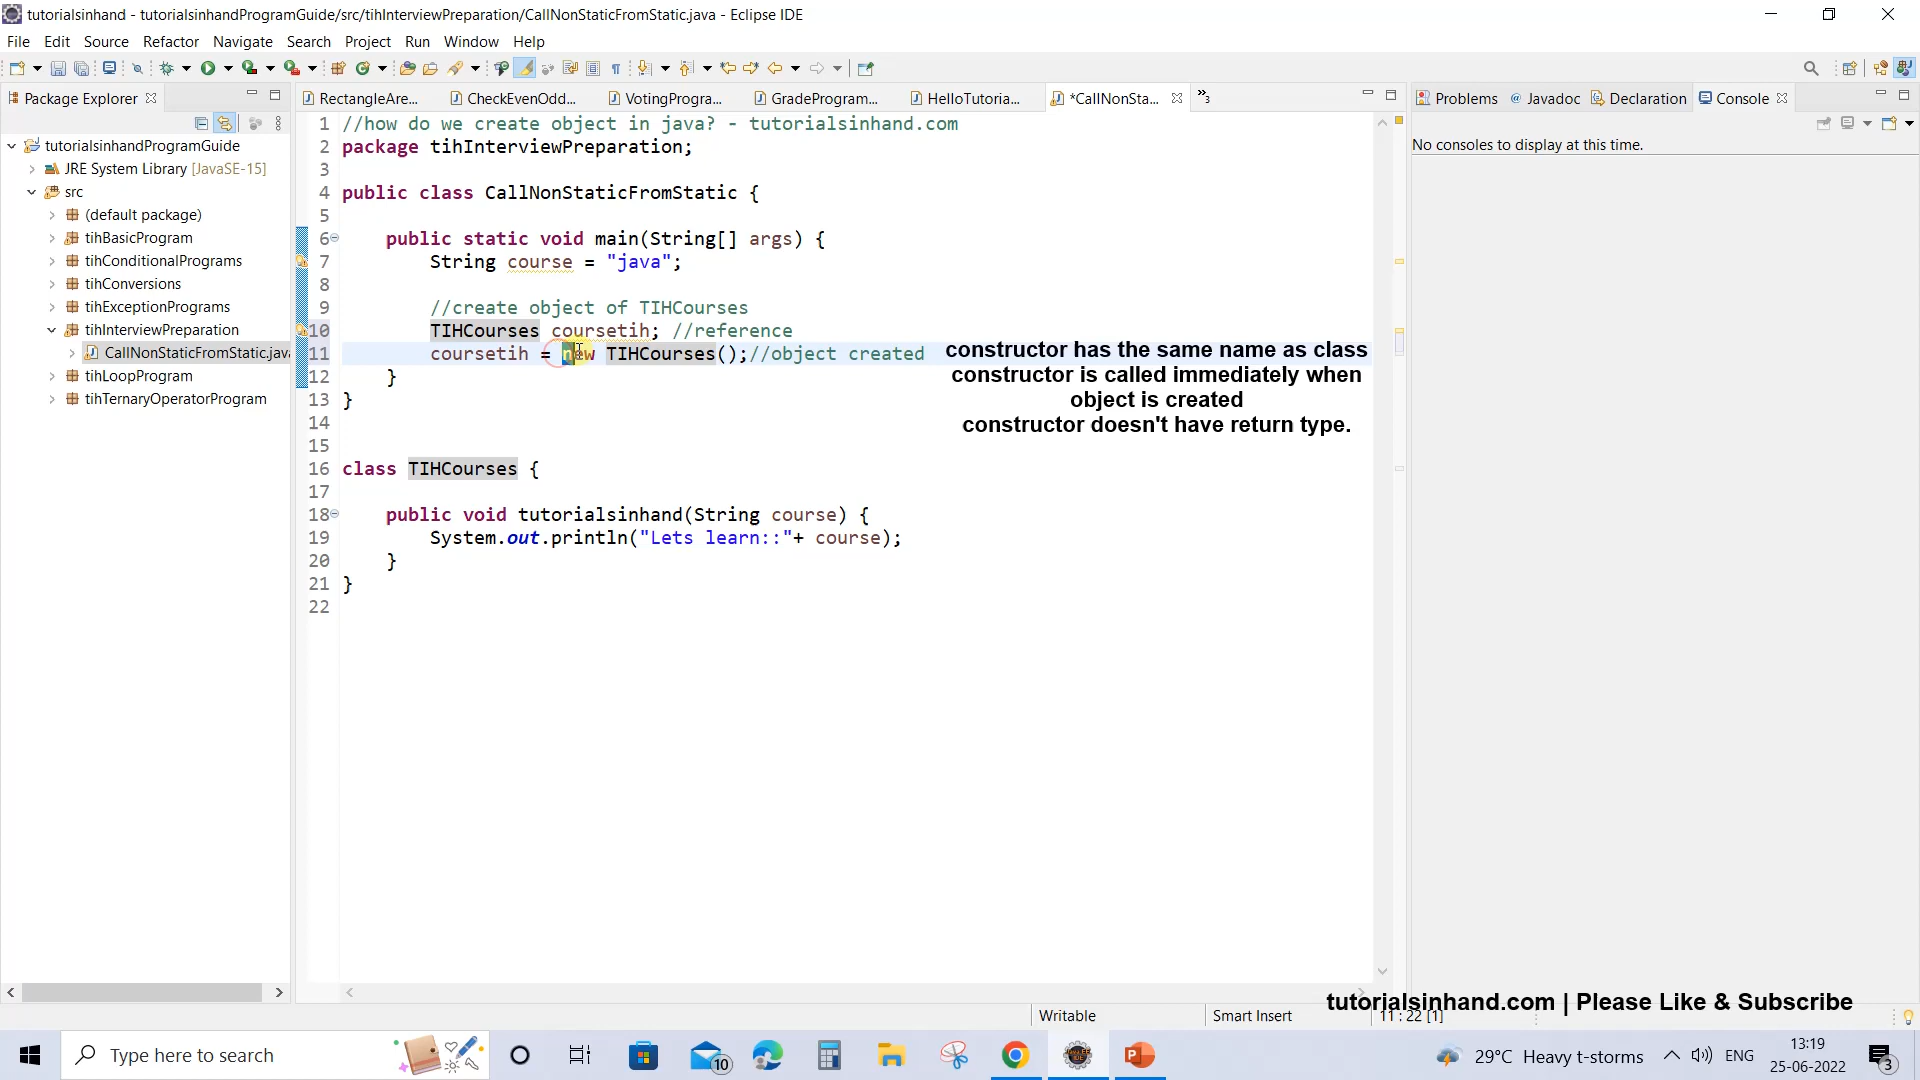 tutorialsinhand - tutorialsinhandProgramGuide/src/tihInterviewPreparation/CallNonStaticFromStatic.java - Eclipse IDE
File Edit Source Refactor Navigate Search Project Run Window Help
Package Explorer
RectangleAre... CheckEvenOdd... VotingProgra... GradeProgram... HelloTutoria... *CallNonSta... »3
Problems @ Javadoc Declaration Console
No consoles to display at this time.
tutorialsinhandProgramGuide
JRE System Library [JavaSE-15]
src
(default package)
tihBasicProgram
tihConditionalPrograms
tihConversions
tihExceptionPrograms
tihInterviewPreparation
CallNonStaticFromStatic.java
tihLoopProgram
tihTernaryOperatorProgram
1 //how do we create object in java? - tutorialsinhand.com
2 package tihInterviewPreparation;
3
4 public class CallNonStaticFromStatic {
5
6 public static void main(String[] args) {
7 String course = "java";
8
9 //create object of TIHCourses
10 TIHCourses coursetih; //reference
11 coursetih = new TIHCourses();//object created
12 }
13 }
14
15
16 class TIHCourses {
17
18 public void tutorialsinhand(String course) {
19 System.out.println("Lets learn::"+ course);
20 }
21 }
22
constructor has the same name as class
constructor is called immediately when
object is created
constructor doesn't have return type.
tutorialsinhand.com | Please Like & Subscribe
Writable Smart Insert 11 : 22 [1]
Type here to search
10
29°C Heavy t-storms ENG
13:19
25-06-2022
3